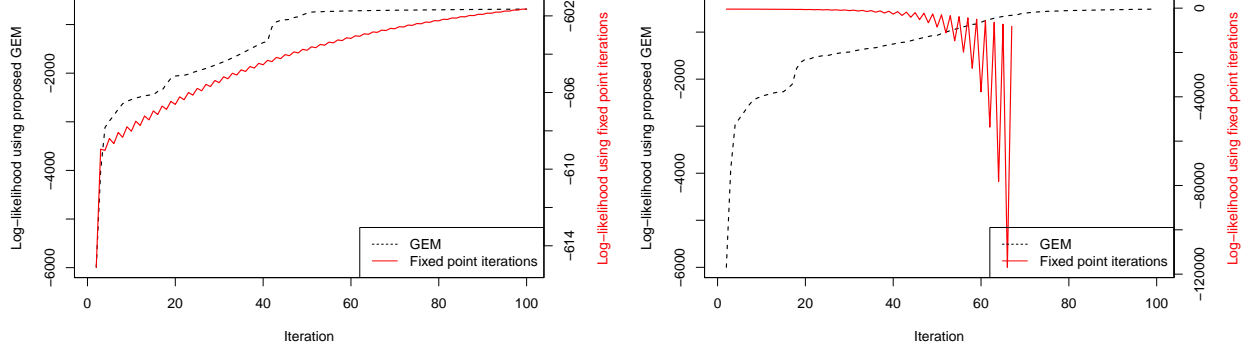 Log−likelihood using proposed GEM
−6000
−4000
−2000
0
20
40
60
80
100
Iteration
−614
−610
−606
−602
Log−likelihood using fixed point iterations
GEM
Fixed point iterations
Log−likelihood using proposed GEM
−6000
−4000
−2000
0
20
40
60
80
100
Iteration
−120000
−80000
−40000
0
Log−likelihood using fixed point iterations
GEM
Fixed point iterations